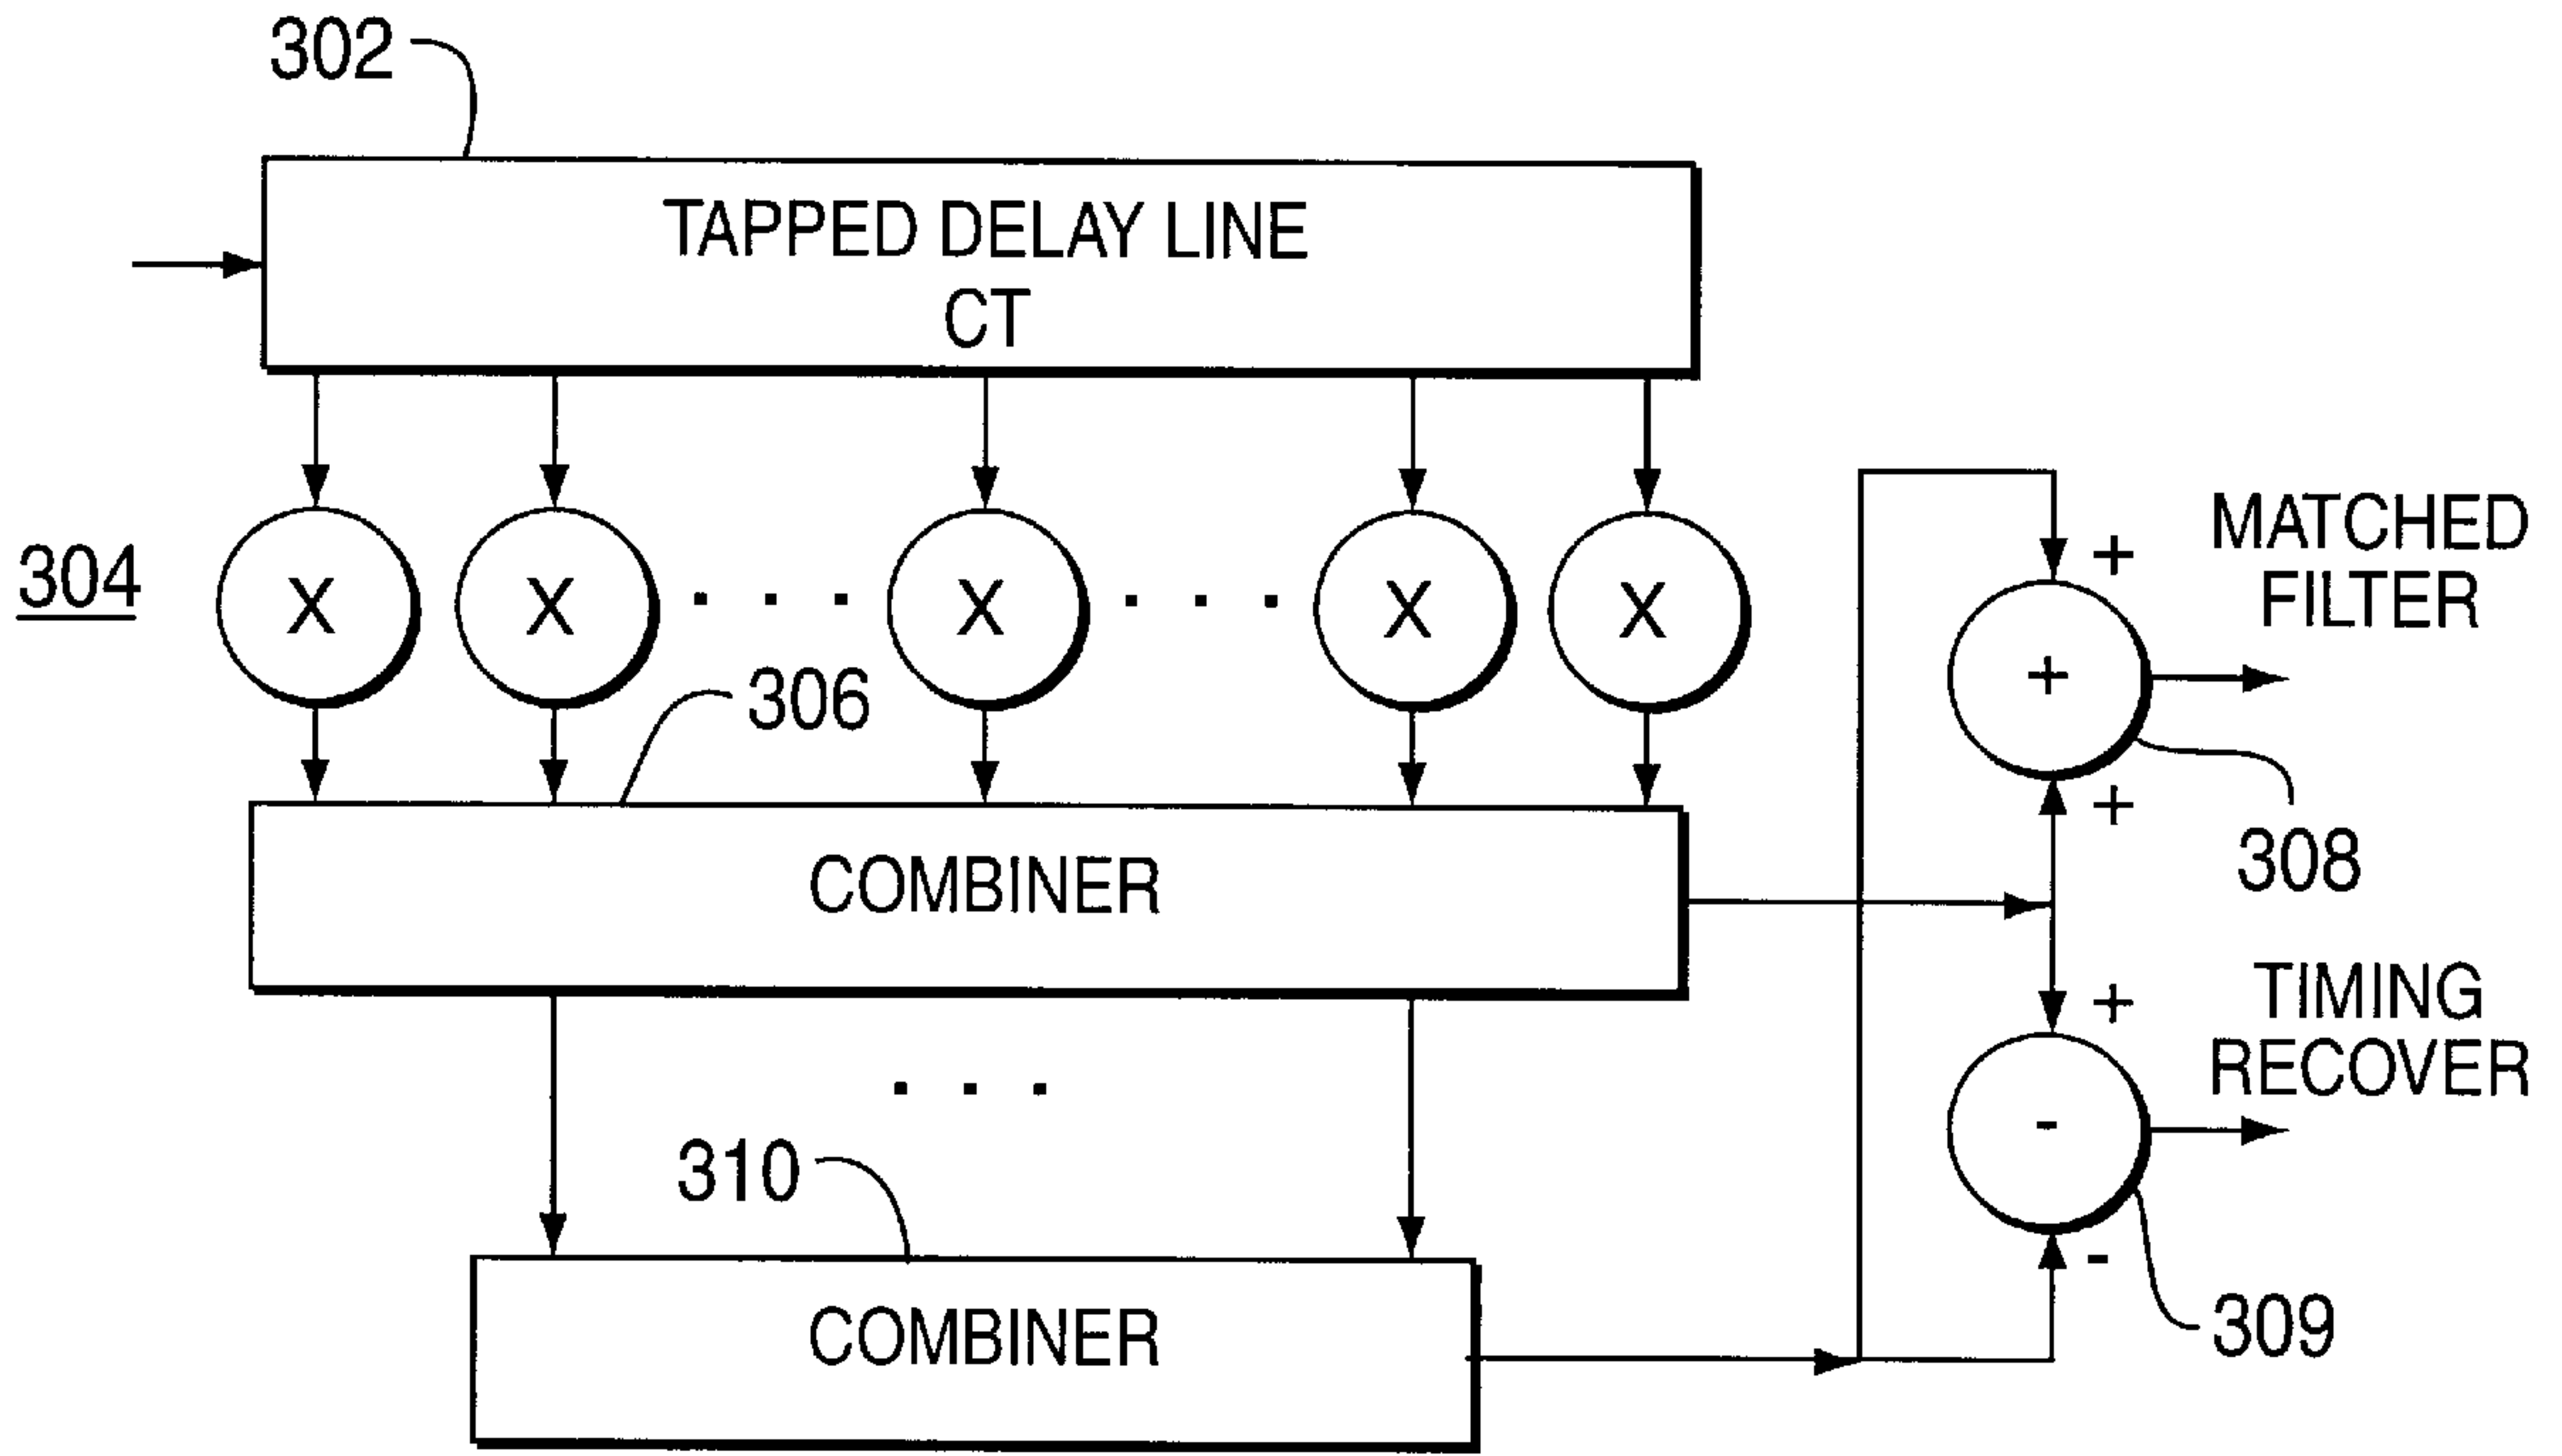 302
TAPPED DELAY LINE
CT
304
X X . . . X . . . X X
306
COMBINER
. . .
310
COMBINER
+
MATCHED
FILTER
+
+
308
+
TIMING
RECOVER
-
-
309